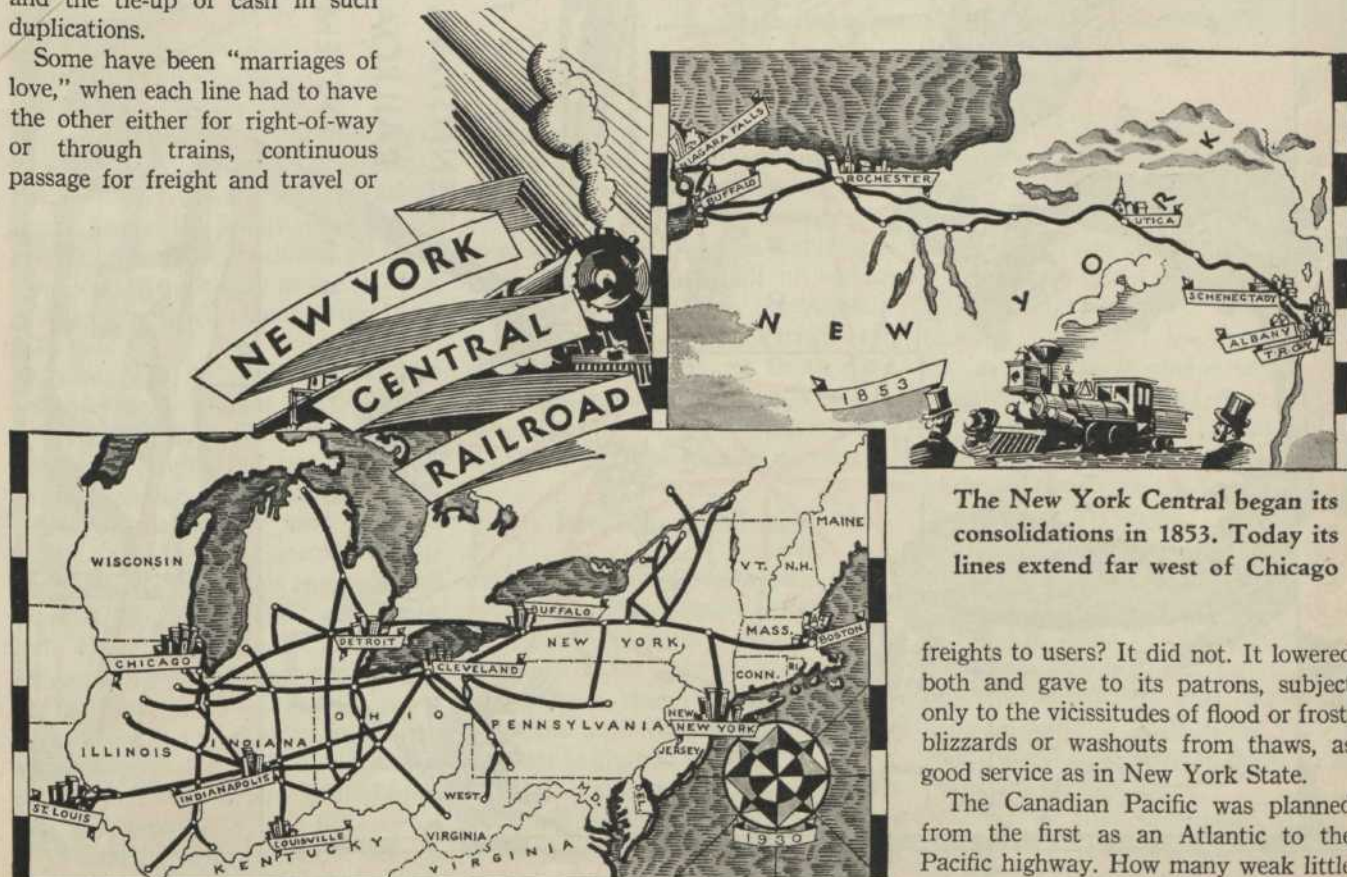 and the tie-up of cash in such
duplications.
Some have been "marriages of
love," when each line had to have
the other either for right-of-way
or through trains, continuous
passage for freight and travel or
NEW YORK
CENTRAL
RAILROAD
NIAGARA FALLS
BUFFALO
ROCHESTER
UTICA
SCHENECTADY
ALBANY
TROY
NEW YORK
1853
The New York Central began its
consolidations in 1853. Today its
lines extend far west of Chicago
WISCONSIN
MAINE
VT.
N.H.
BUFFALO
DETROIT
NEW YORK
MASS.
BOSTON
CHICAGO
CLEVELAND
CONN.
R.I.
OHIO
PENNSYLVANIA
NEW YORK
NEW
JERSEY
ILLINOIS
INDIANA
INDIANAPOLIS
ST. LOUIS
WEST
VIRGINIA
MD.
DEL.
LOUISVILLE
KENTUCKY
VIRGINIA
1930
freights to users? It did not. It lowered
both and gave to its patrons, subject
only to the vicissitudes of flood or frost
blizzards or washouts from thaws, as
good service as in New York State.
The Canadian Pacific was planned
from the first as an Atlantic to the
Pacific highway. How many weak little